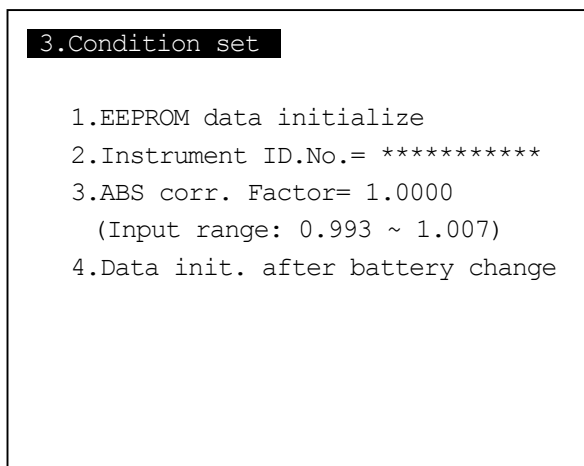 3.Condition set
1.EEPROM data initialize
2.Instrument ID.No.= ***********
3.ABS corr. Factor= 1.0000
(Input range: 0.993 ~ 1.007)
4.Data init. after battery change